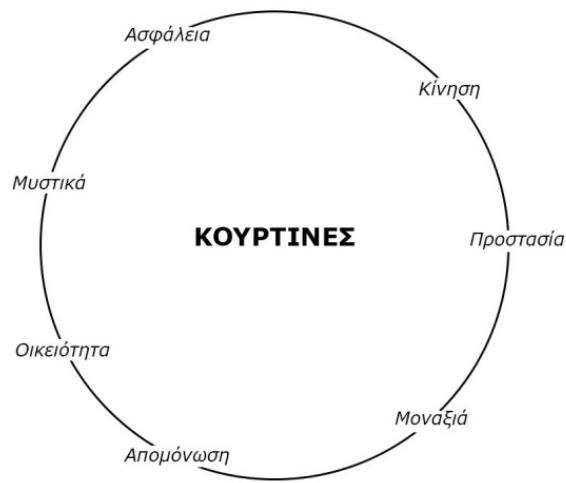 Ασφάλεια
Κίνηση
Μυστικά
ΚΟΥΡΤΙΝΕΣ
Προστασία
Οικειότητα
Μοναξιά
Απομόνωση